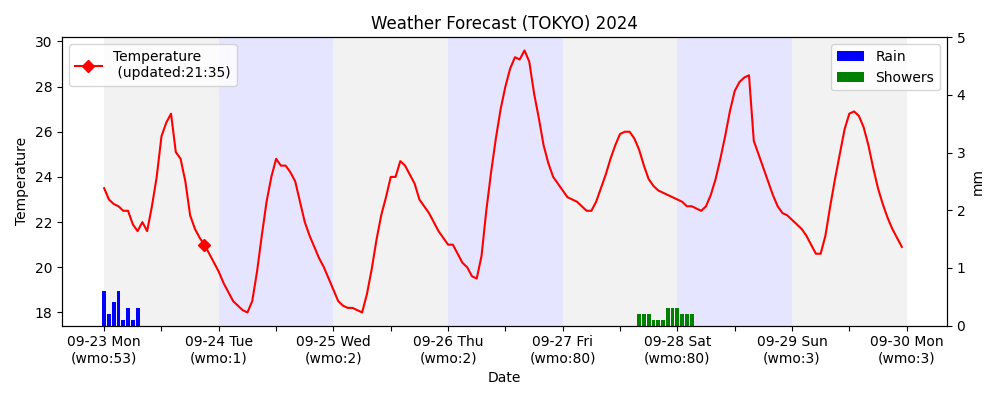 Weather Forecast (TOKYO) 2024
Temperature
(updated:21:35)
Rain
Showers
30
28
26
24
22
20
18
Temperature
5
4
3
2
1
0
mm
09-23 Mon 09-24 Tue 09-25 Wed 09-26 Thu 09-27 Fri 09-28 Sat 09-29 Sun 09-30 Mon
(wmo:53) (wmo:1) (wmo:2) (wmo:2) (wmo:80) (wmo:80) (wmo:3) (wmo:3)
Date